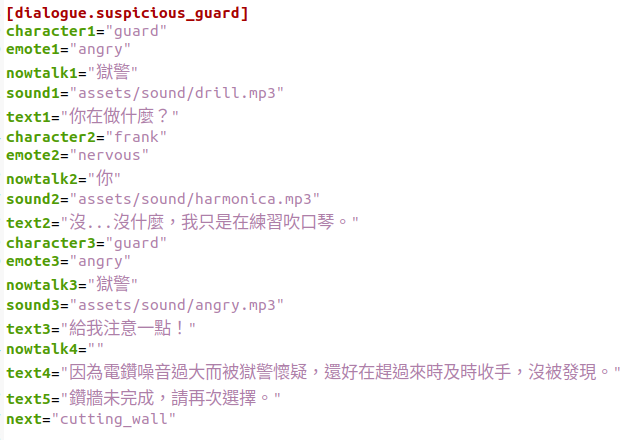 [dialogue.suspicious_guard]
character1="guard"
emote1="angry"
nowtalk1="獄警"
sound1="assets/sound/drill.mp3"
text1="你在做什麼？"
character2="frank"
emote2="nervous"
nowtalk2="你"
sound2="assets/sound/harmonica.mp3"
text2="沒...沒什麼，我只是在練習吹口琴。"
character3="guard"
emote3="angry"
nowtalk3="獄警"
sound3="assets/sound/angry.mp3"
text3="給我注意一點！"
nowtalk4=""
text4="因為電鑽噪音過大而被獄警懷疑，還好在趕過來時及時收手，沒被發現。"
text5="鑽牆未完成，請再次選擇。"
next="cutting_wall"